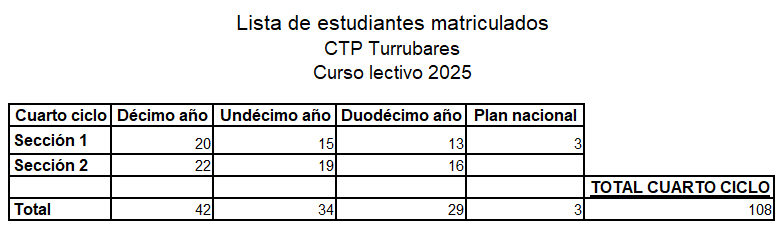 Lista de estudiantes matriculados
CTP Turrubares
Curso lectivo 2025
Cuarto ciclo Décimo año Undécimo año Duodécimo año Plan nacional
Sección 1 20 15 13 3
Sección 2 22 19 16
TOTAL CUARTO CICLO
Total 42 34 29 3 108